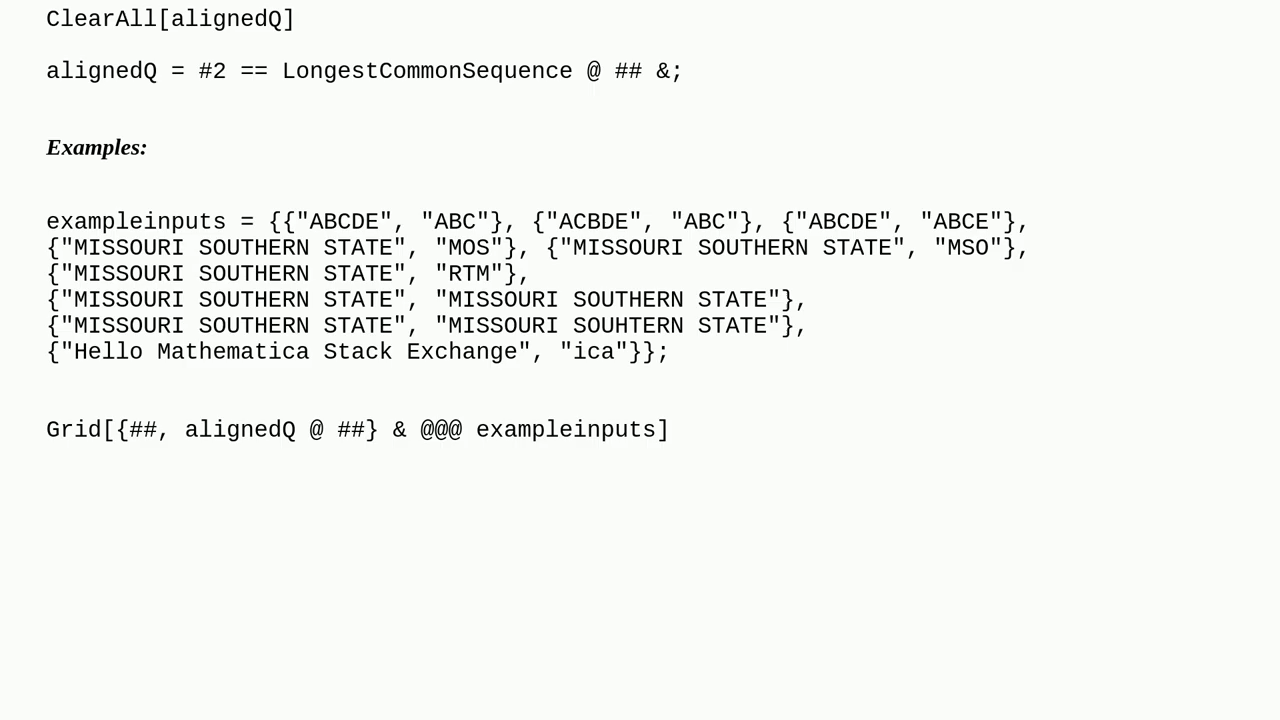 ClearAll[alignedQ]
alignedQ = #2 == LongestCommonSequence @ ## &;
Examples:
exampleinputs = {{"ABCDE", "ABC"}, {"ACBDE", "ABC"}, {"ABCDE", "ABCE"},
{"MISSOURI SOUTHERN STATE", "MOS"}, {"MISSOURI SOUTHERN STATE", "MSO"},
{"MISSOURI SOUTHERN STATE", "RTM"},
{"MISSOURI SOUTHERN STATE", "MISSOURI SOUTHERN STATE"},
{"MISSOURI SOUTHERN STATE", "MISSOURI SOUHTERN STATE"},
{"Hello Mathematica Stack Exchange", "ica"}};
Grid[{##, alignedQ @ ##} & @@@ exampleinputs]